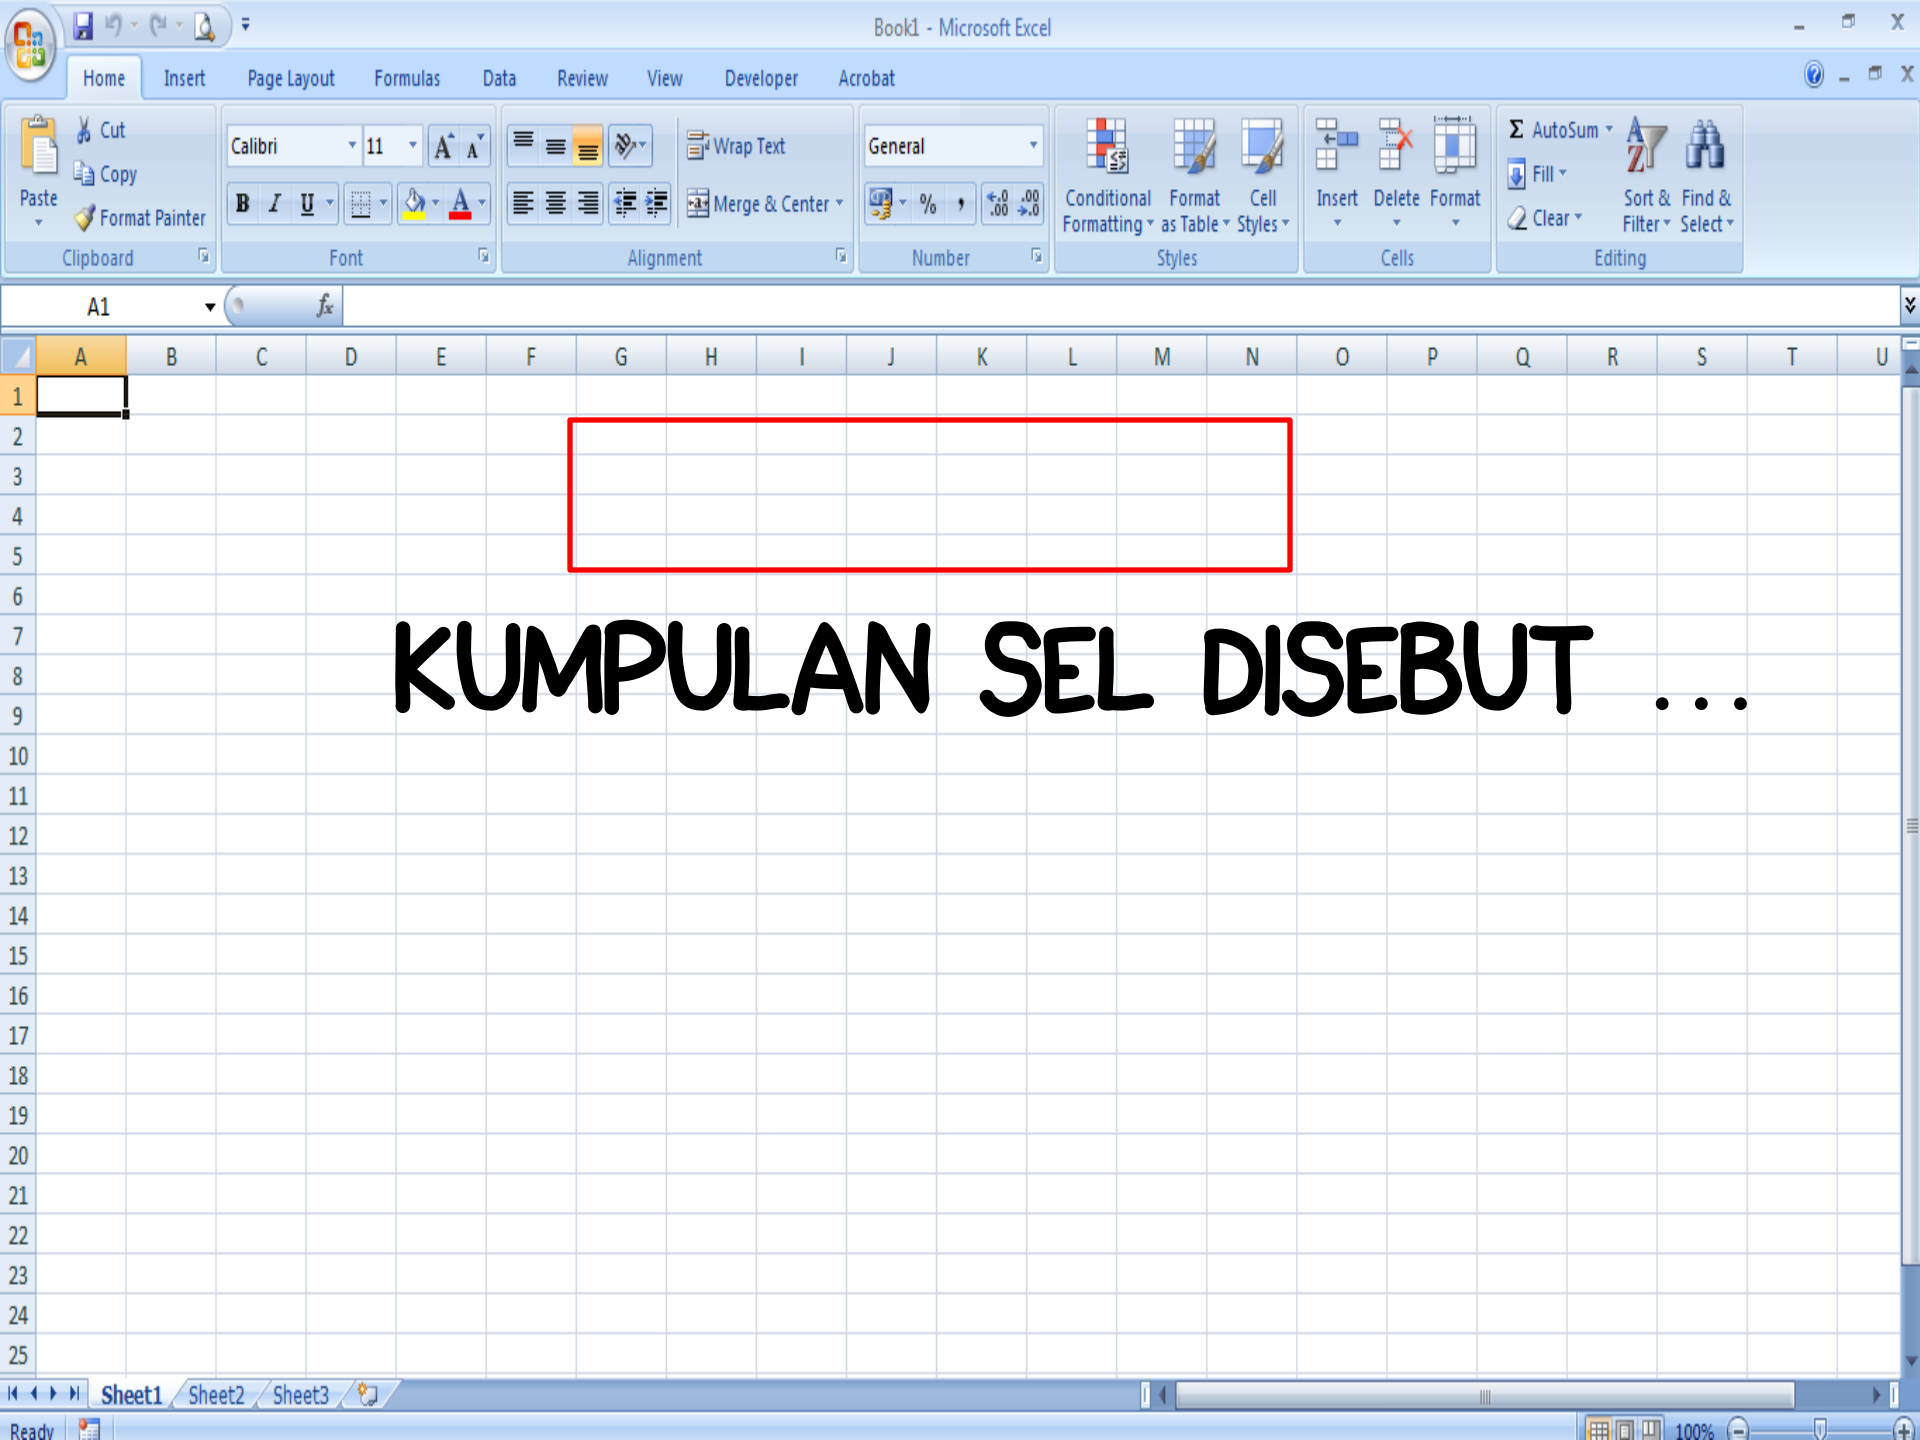 Book1 - Microsoft Excel
Home Insert Page Layout Formulas Data Review View Developer Acrobat
Paste Cut Copy Format Painter
Clipboard
Calibri 11
B I U
Font
Wrap Text
Merge & Center
Alignment
General
% ,
Number
Conditional Formatting Format as Table Cell Styles
Styles
Insert Delete Format
Cells
Σ AutoSum
Fill
Clear
Sort & Filter Find & Select
Editing
A1 fx
A B C D E F G H I J K L M N O P Q R S T U
1
2
3
4
5
6
7
8
9
10
11
12
13
14
15
16
17
18
19
20
21
22
23
24
25
KUMPULAN SEL DISEBUT ...
Sheet1 Sheet2 Sheet3
Ready 100%